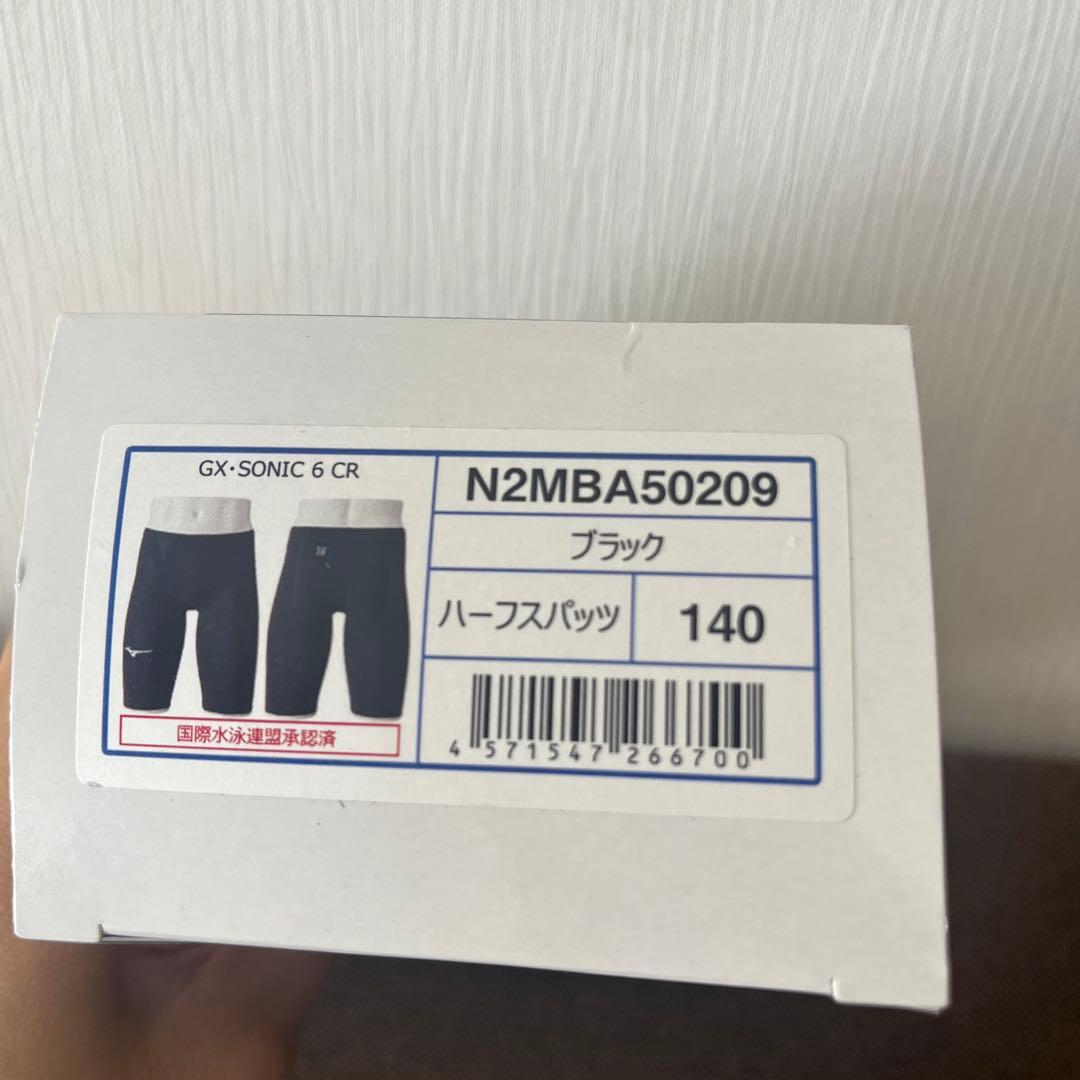 GX・SONIC 6 CR
国際水泳連盟承認済
N2MBA50209
ブラック
ハーフスパッツ
140
4 571547 266700